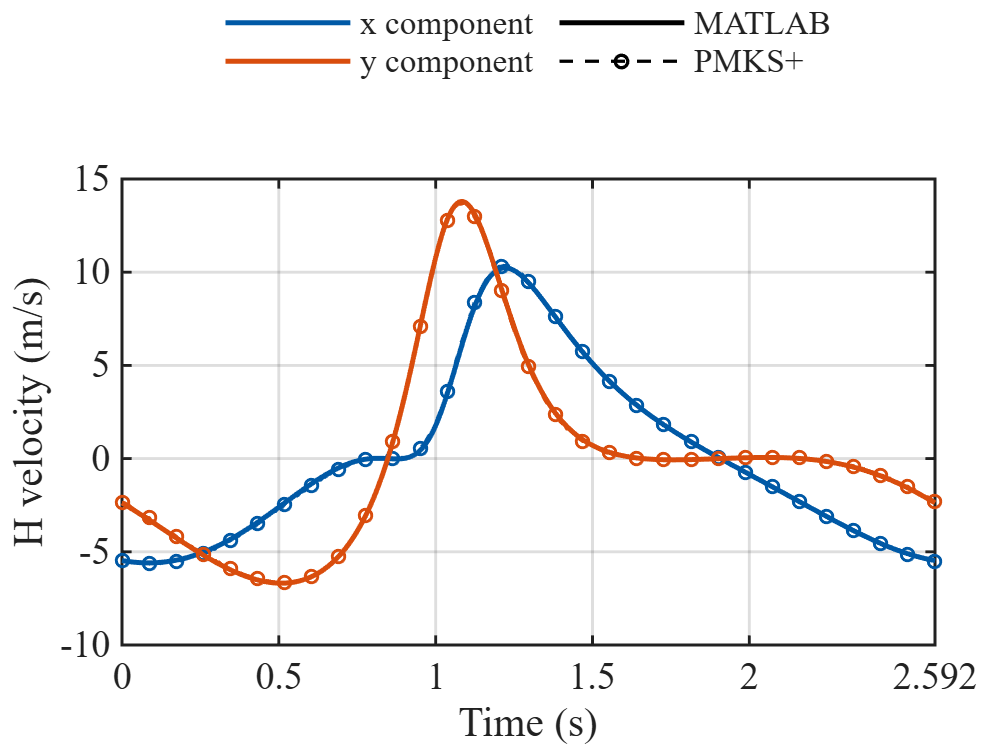 x component MATLAB
y component PMKS+
15
10
5
0
-5
-10
H velocity (m/s)
0 0.5 1 1.5 2 2.592
Time (s)